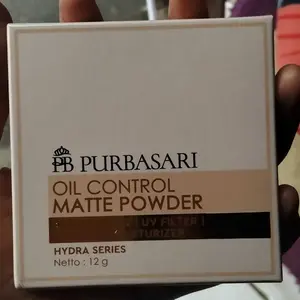 PB PURBASARI
OIL CONTROL
MATTE POWDER
| UV FILTER |
HYDRA SERIES
Netto : 12 g